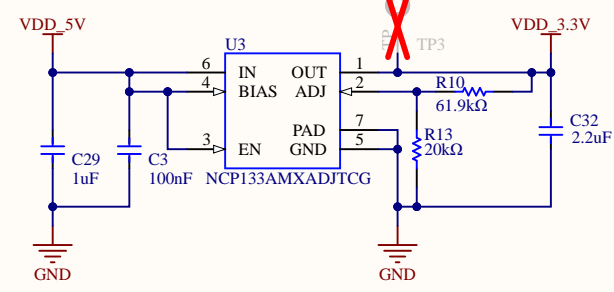 VDD_5V
VDD_3.3V
TP
TP3
U3
6 IN OUT 1
4 BIAS ADJ 2
R10
61.9kΩ
PAD 7
3 EN GND 5
R13
20kΩ
C29
1uF
C3
100nF
C32
2.2uF
NCP133AMXADJTCG
GND
GND